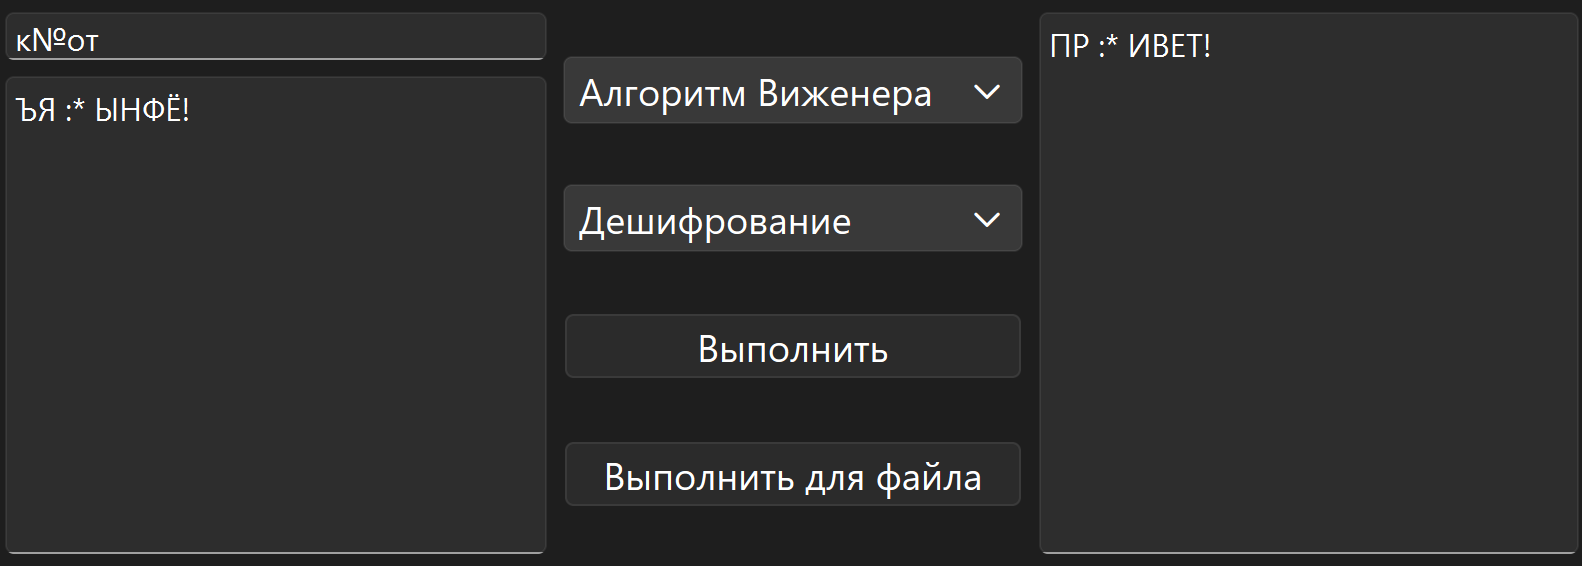 к№от
ЪЯ :* ЫНФЁ!
Алгоритм Виженера
Дешифрование
Выполнить
Выполнить для файла
ПР :* ИВЕТ!